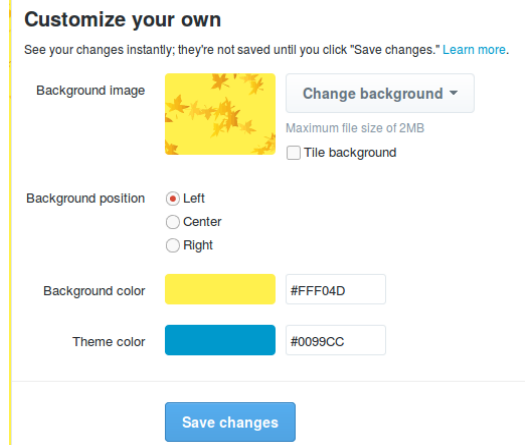 Customize your own
See your changes instantly; they're not saved until you click "Save changes." Learn more.
Background image
Change background
Maximum file size of 2MB
Tile background
Background position
Left
Center
Right
Background color
#FFF04D
Theme color
#0099CC
Save changes